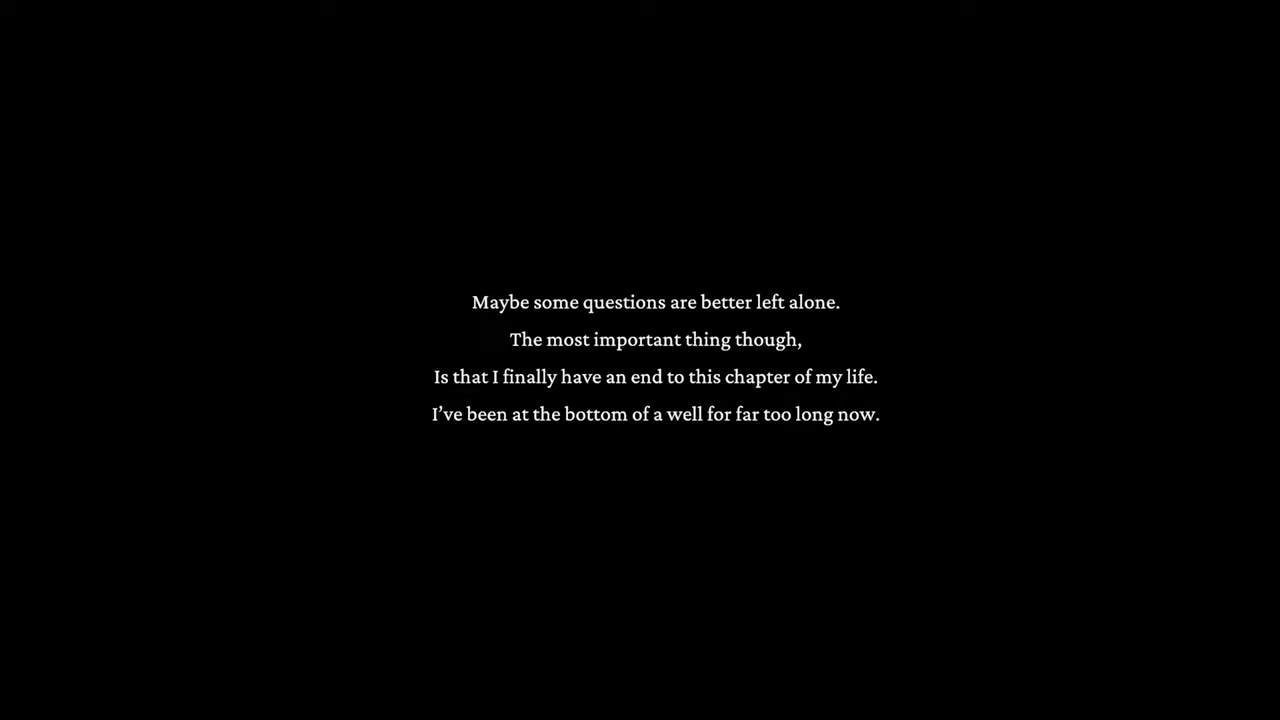 Maybe some questions are better left alone.
The most important thing though,
Is that I finally have an end to this chapter of my life.
I’ve been at the bottom of a well for far too long now.